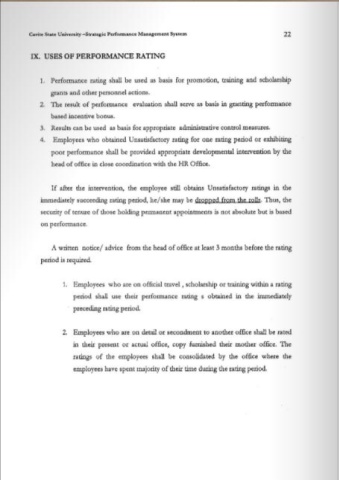 Cavite State University –Strategic Performance Management System 22
IX. USES OF PERPORMANCE RATING
1. Performance rating shall be used as basis for promotion, training and scholarship
grants and other personnel actions.
2. The result of performance evaluation shall serve as basis in granting performance
based incentive bonus.
3. Results can be used as basis for appropriate administrative control measures.
4. Employees who obtained Unsatisfactory rating for one rating period or exhibiting
poor performance shall be provided appropriate developmental intervention by the
head of office in close coordination with the HR Office.
If after the intervention, the employee still obtains Unsatisfactory ratings in the
immediately succeeding rating period, he/she may be dropped from the rolls. Thus, the
security of tenure of those holding permanent appointments is not absolute but is based
on performance.
A written notice/ advice from the head of office at least 3 months before the rating
period is required.
1. Employees who are on official travel , scholarship or training within a rating
period shall use their performance rating s obtained in the immediately
preceding rating period.
2. Employees who are on detail or secondment to another office shall be rated
in their present or actual office, copy furnished their mother office. The
ratings of the employees shall be consolidated by the office where the
employees have spent majority of their time during the rating period.